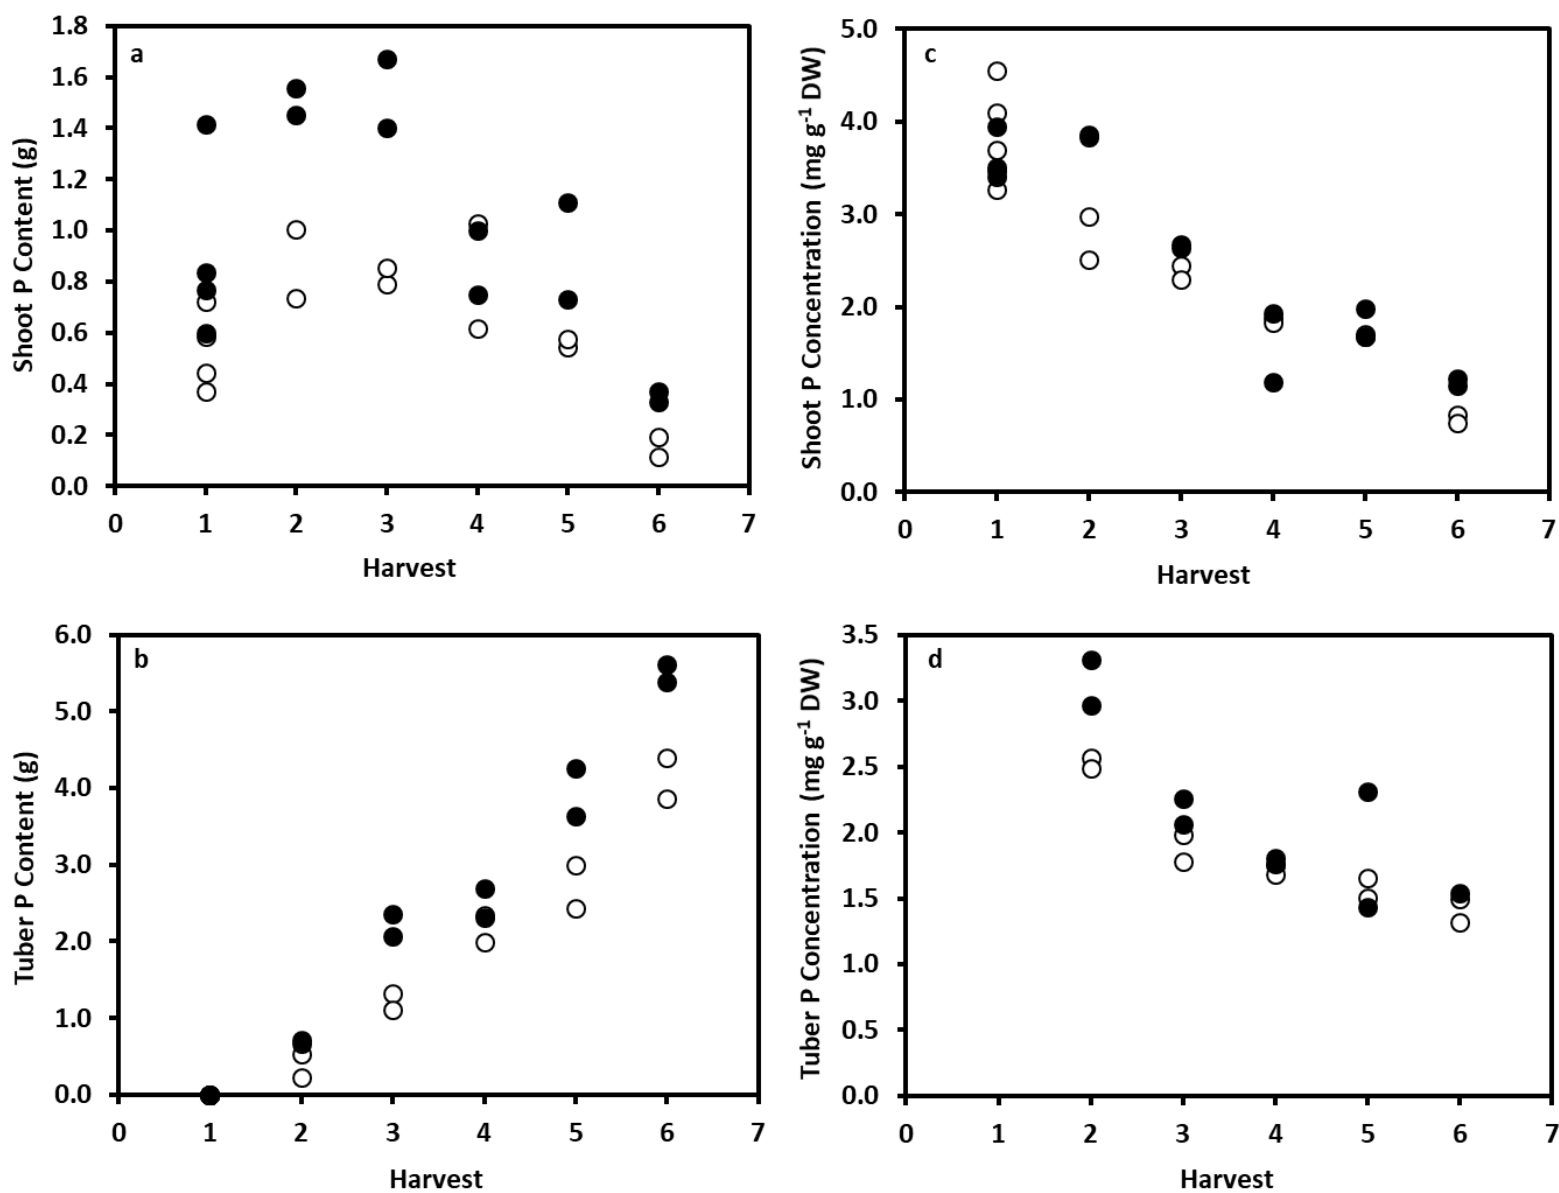 a
Shoot P Content (g)
1.8
1.6
1.4
1.2
1.0
0.8
0.6
0.4
0.2
0.0
0 1 2 3 4 5 6 7
Harvest
c
Shoot P Concentration (mg g-1 DW)
5.0
4.0
3.0
2.0
1.0
0.0
0 1 2 3 4 5 6 7
Harvest
b
Tuber P Content (g)
6.0
5.0
4.0
3.0
2.0
1.0
0.0
0 1 2 3 4 5 6 7
Harvest
d
Tuber P Concentration (mg g-1 DW)
3.5
3.0
2.5
2.0
1.5
1.0
0.5
0.0
0 1 2 3 4 5 6 7
Harvest